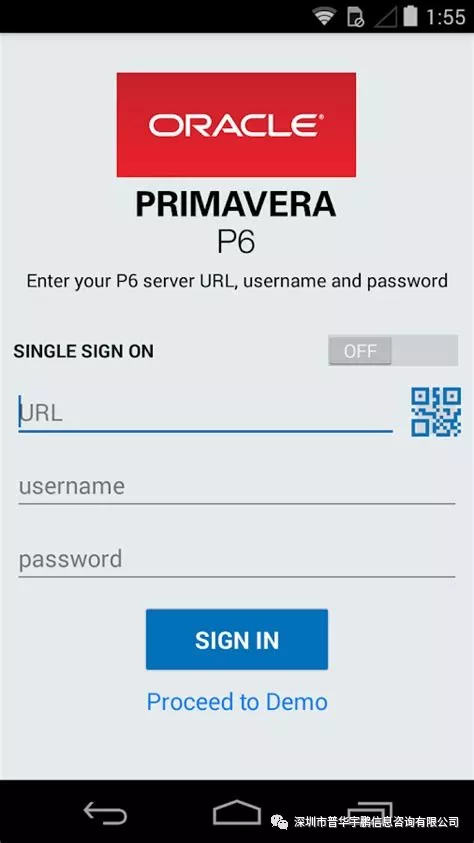 1:55
ORACLE®
PRIMAVERA
P6
Enter your P6 server URL, username and password
SINGLE SIGN ON
OFF
URL
username
password
SIGN IN
Proceed to Demo
深圳市普华宇鹏信息咨询有限公司